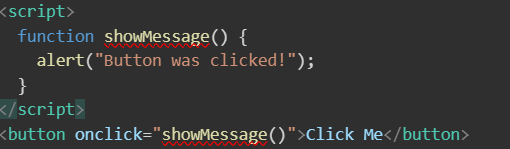 <script>
function showMessage() {
alert("Button was clicked!");
}
</script>
<button onclick="showMessage()">Click Me</button>